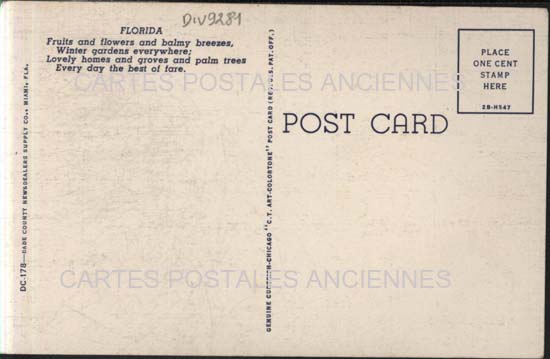 Div9281
FLORIDA
Fruits and flowers and balmy breezes,
Winter gardens everywhere;
Lovely homes and groves and palm trees
Every day the best of fare.
CARTES POSTALES ANCIENNES
DC-178—DADE COUNTY NEWSDEALERS SUPPLY CO., MIAMI, FLA.
GENUINE CURTEICH-CHICAGO "C.T. ART-COLORTONE" POST CARD (REG. U.S. PAT. OFF.)
POST CARD
PLACE
ONE CENT
STAMP
HERE
2B-H547
CARTES POSTALES ANCIENNES